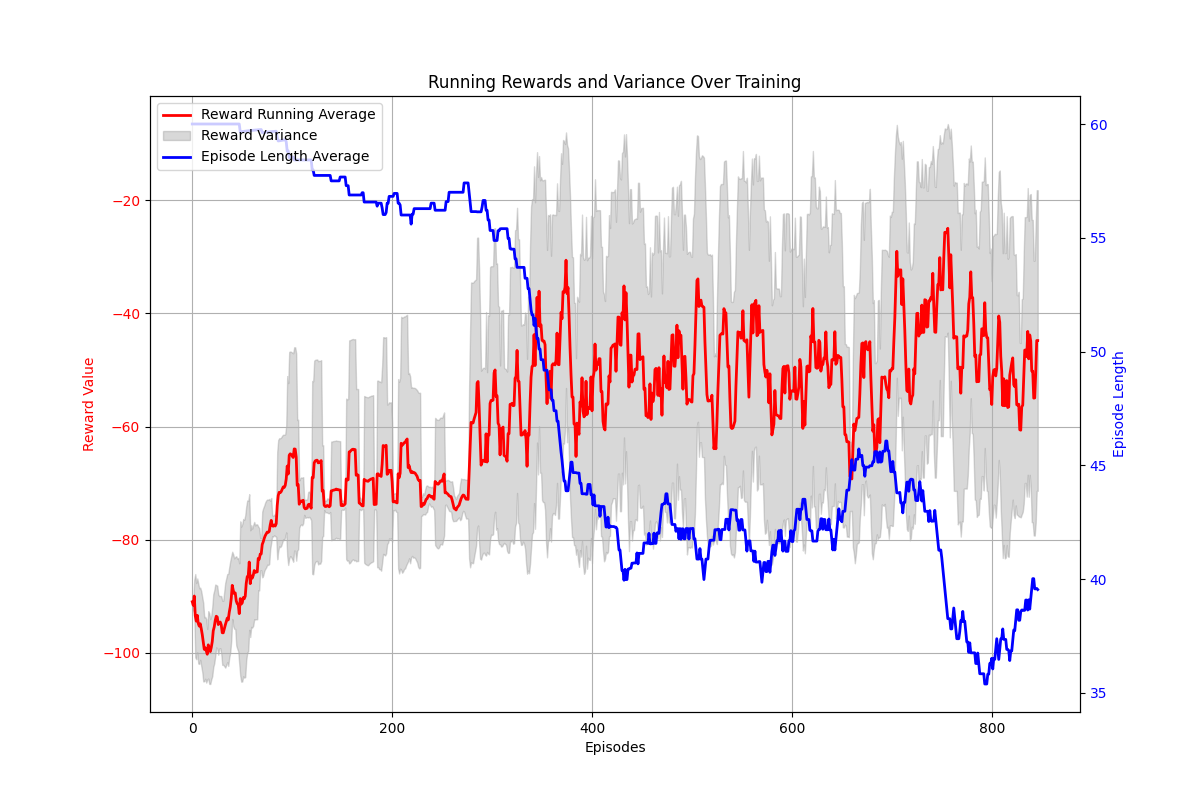 Running Rewards and Variance Over Training
Reward Running Average
Reward Variance
Episode Length Average
−20
−40
−60
−80
−100
Reward Value
60
55
50
45
40
35
Episode Length
0 200 400 600 800
Episodes